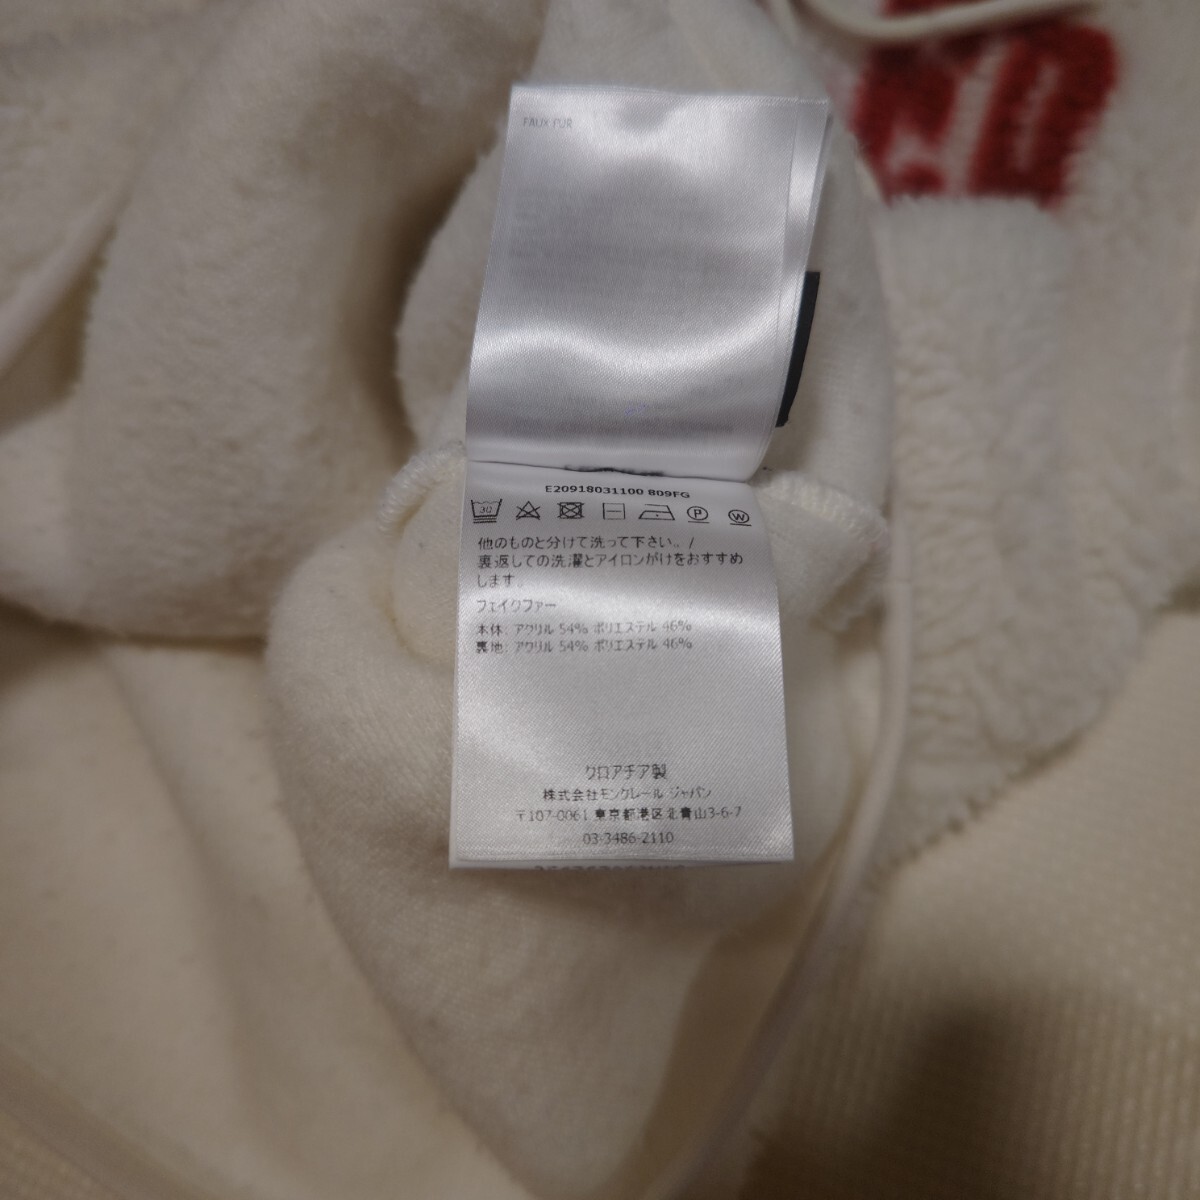 FAUX FUR
E20918031100 809FG
30
P
W
他のものと分けて洗って下さい。/
裏返しての洗濯とアイロンがけをおすすめ
します。
フェイクファー
本体: アクリル 54% ポリエステル 46%
裏地: アクリル 54% ポリエステル 46%
クロアチア製
株式会社モンクレール ジャパン
〒107-0061 東京都港区北青山3-6-7
03-3486-2110